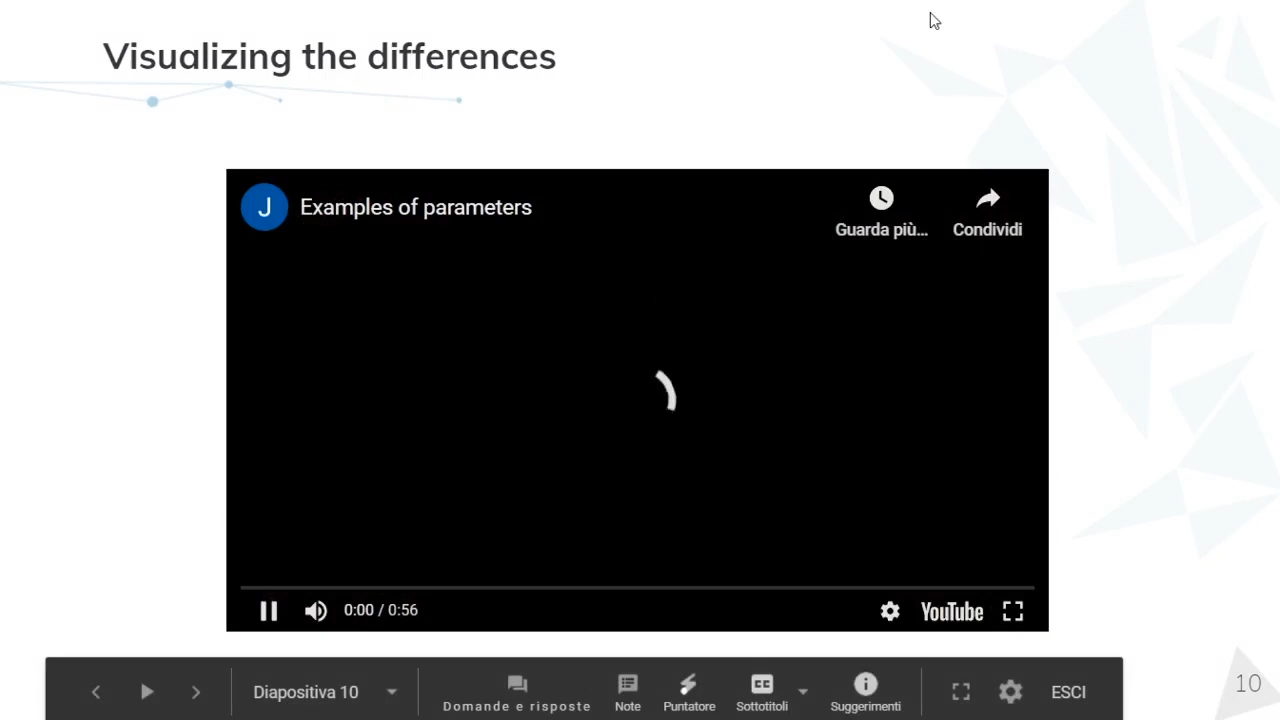 Visualizing the differences
J
Examples of parameters
Guarda più...
Condividi
0:00 / 0:56
YouTube
Diapositiva 10
Domande e risposte
Note
Puntatore
Sottotitoli
Suggerimenti
ESCI
10